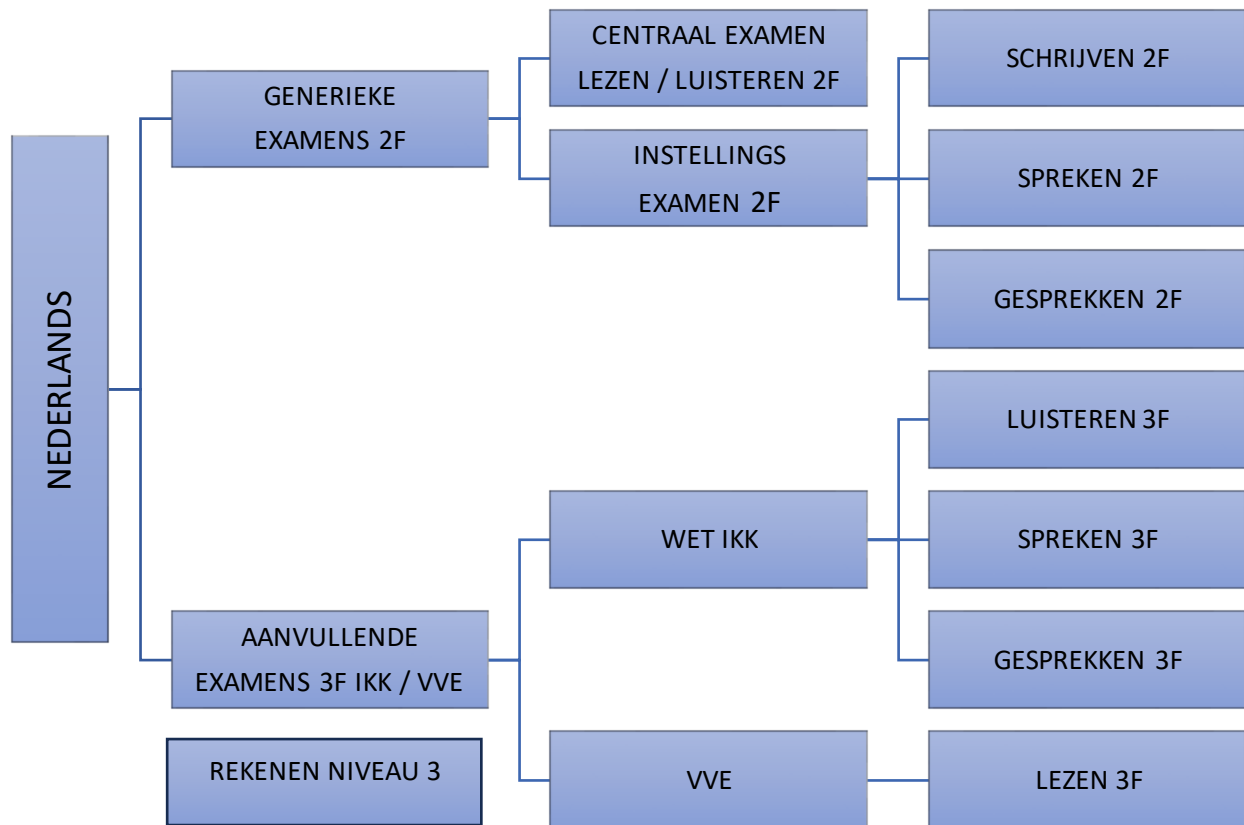 NEDERLANDS
GENERIEKE
EXAMENS 2F
CENTRAAL EXAMEN
LEZEN / LUISTEREN 2F
INSTELLINGS
EXAMEN 2F
SCHRIJVEN 2F
SPREKEN 2F
GESPREKKEN 2F
AANVULLENDE
EXAMENS 3F IKK / VVE
WET IKK
LUISTEREN 3F
SPREKEN 3F
GESPREKKEN 3F
VVE
LEZEN 3F
REKENEN NIVEAU 3